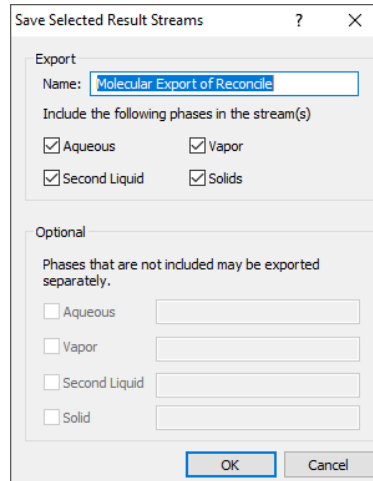 Save Selected Result Streams ?
Export
Name: Molecular Export of Reconcile
Include the following phases in the stream(s)
Aqueous Vapor
Second Liquid Solids
Optional
Phases that are not included may be exported
separately.
Aqueous
Vapor
Second Liquid
Solid
OK Cancel